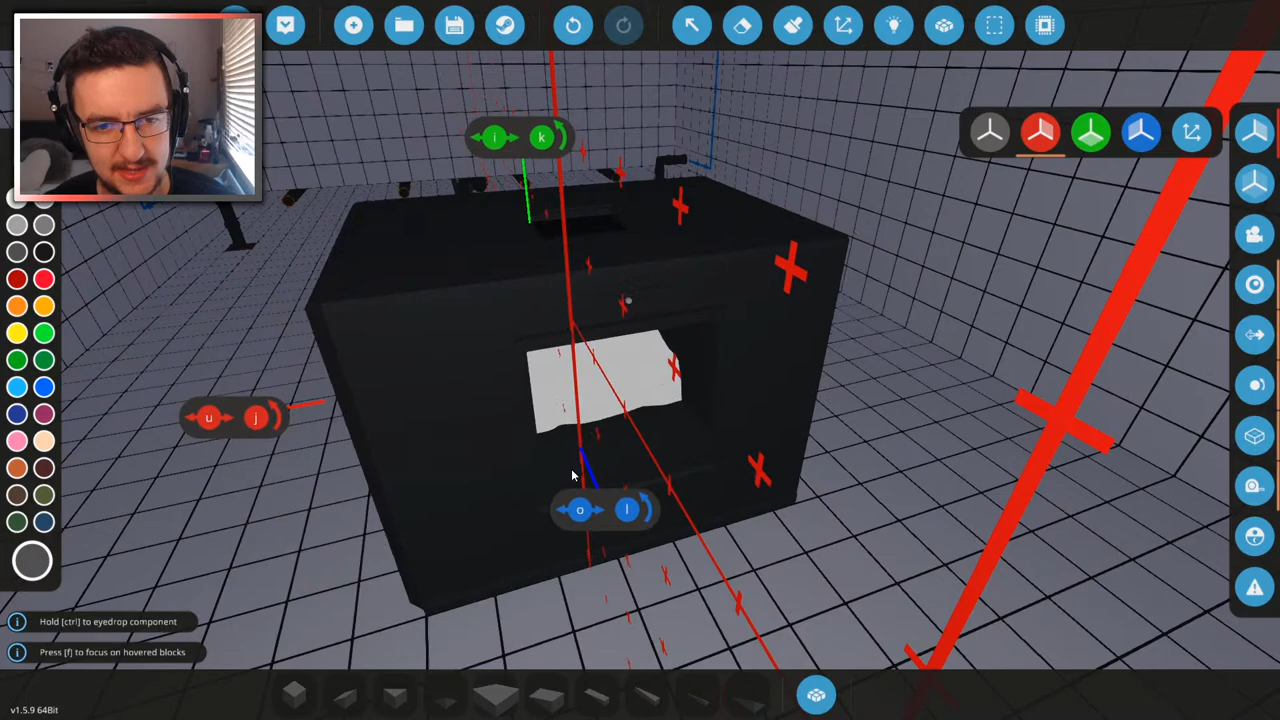 i k
u j
o l
Hold [ctrl] to eyedrop component
Press [f] to focus on hovered blocks
v1.5.9 64Bit